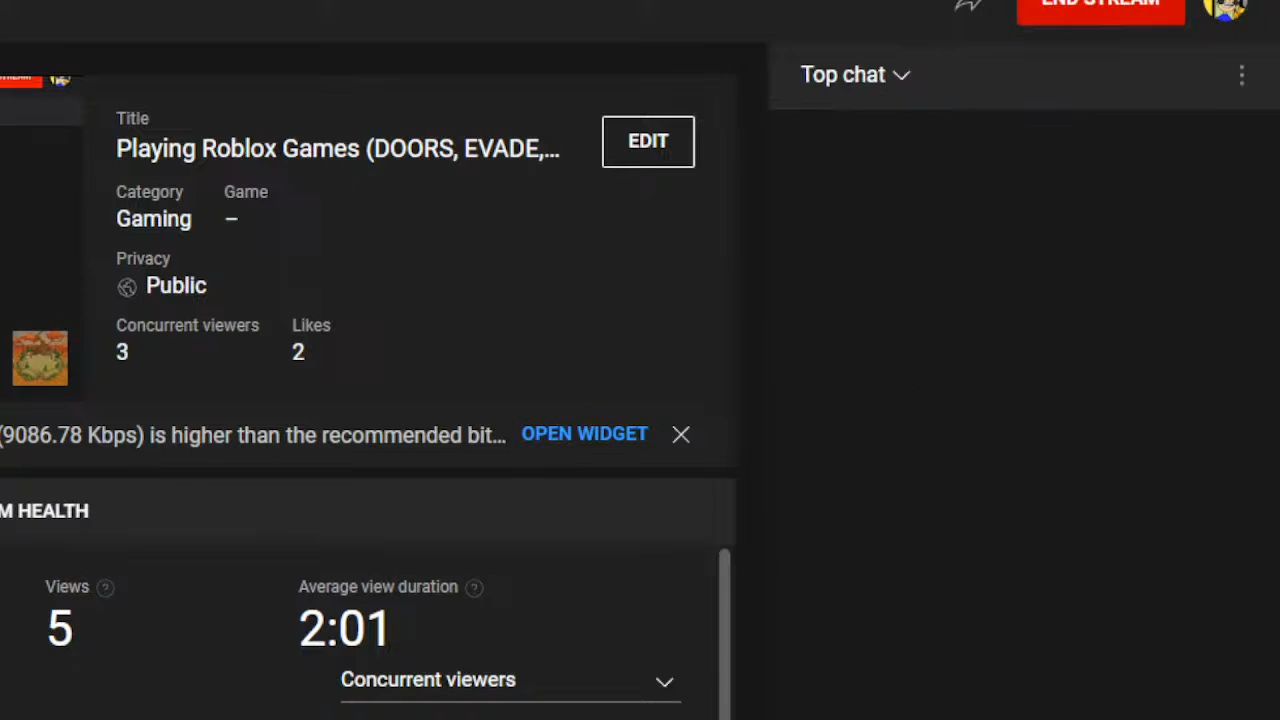 END STREAM
Top chat
Title
Playing Roblox Games (DOORS, EVADE,...
EDIT
Category Game
Gaming –
Privacy
Public
Concurrent viewers Likes
3 2
(9086.78 Kbps) is higher than the recommended bit... OPEN WIDGET
M HEALTH
Views ? Average view duration ?
5 2:01
Concurrent viewers